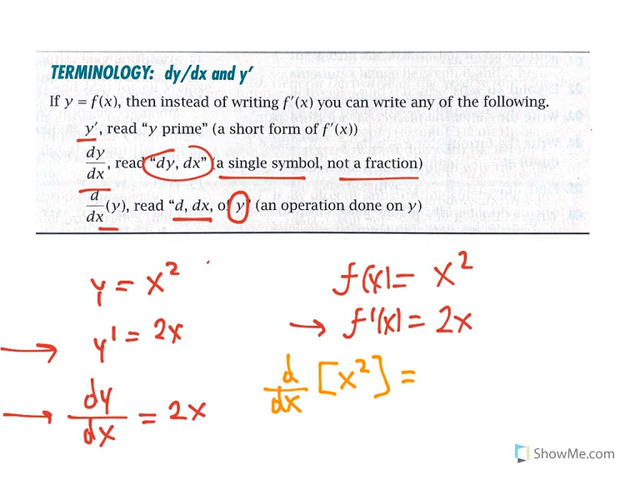 TERMINOLOGY: dy/dx and y′
If y = f(x), then instead of writing f′(x) you can write any of the following.
y′, read “y prime” (a short form of f′(x))
dy/dx, read “dy, dx” (a single symbol, not a fraction)
d/dx (y), read “d, dx, of y” (an operation done on y)
y = x²
f(x) = x²
y' = 2x
→ f'(x) = 2x
→
d/dx [x²] =
→ dy/dx = 2x
ShowMe.com